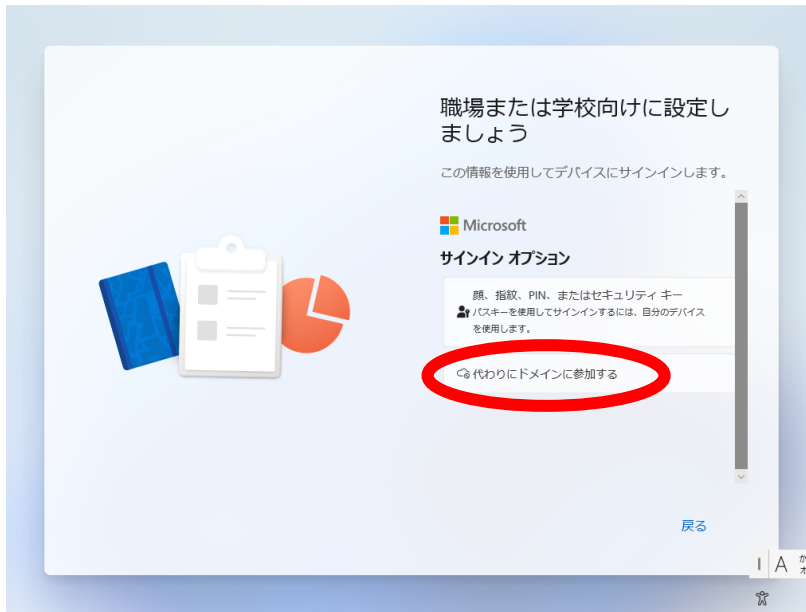 職場または学校向けに設定し
ましょう
この情報を使用してデバイスにサインインします。
Microsoft
サインイン オプション
顔、指紋、PIN、またはセキュリティ キー
パスキーを使用してサインインするには、自分のデバイス
を使用します。
代わりにドメインに参加する
戻る
A